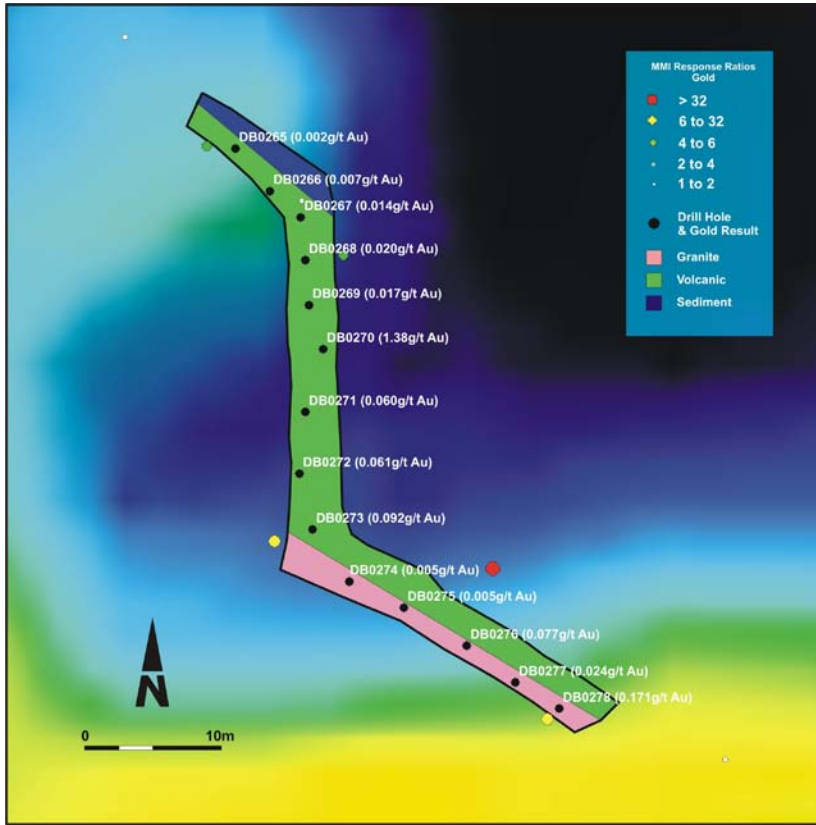 MMI Response Ratios
Gold
> 32
6 to 32
4 to 6
2 to 4
1 to 2
Drill Hole
& Gold Result
Granite
Volcanic
Sediment
DB0265 (0.002g/t Au)
DB0266 (0.007g/t Au)
DB0267 (0.014g/t Au)
DB0268 (0.020g/t Au)
DB0269 (0.017g/t Au)
DB0270 (1.38g/t Au)
DB0271 (0.060g/t Au)
DB0272 (0.061g/t Au)
DB0273 (0.092g/t Au)
DB0274 (0.005g/t Au)
DB0275 (0.005g/t Au)
DB0276 (0.077g/t Au)
DB0277 (0.024g/t Au)
DB0278 (0.171g/t Au)
N
0 10m